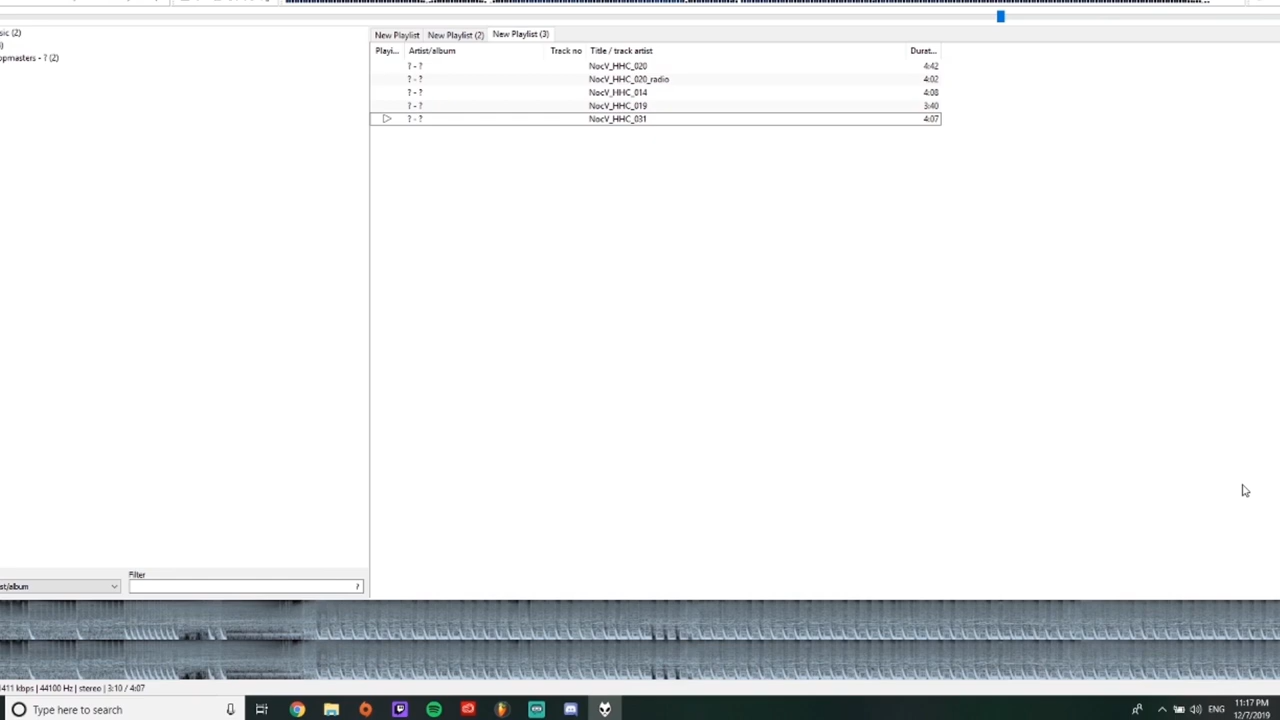 sic (2)
)
opmasters - ? (2)
New Playlist New Playlist (2) New Playlist (3)
Playi... Artist/album Track no Title / track artist Durat...
? - ? NocV_HHC_020 4:42
? - ? NocV_HHC_020_radio 4:02
? - ? NocV_HHC_014 4:08
? - ? NocV_HHC_019 3:40
? - ? NocV_HHC_031 4:07
Filter
st/album ?
1411 kbps | 44100 Hz | stereo | 3:10 / 4:07
Type here to search ENG 11:17 PM
12/7/2019